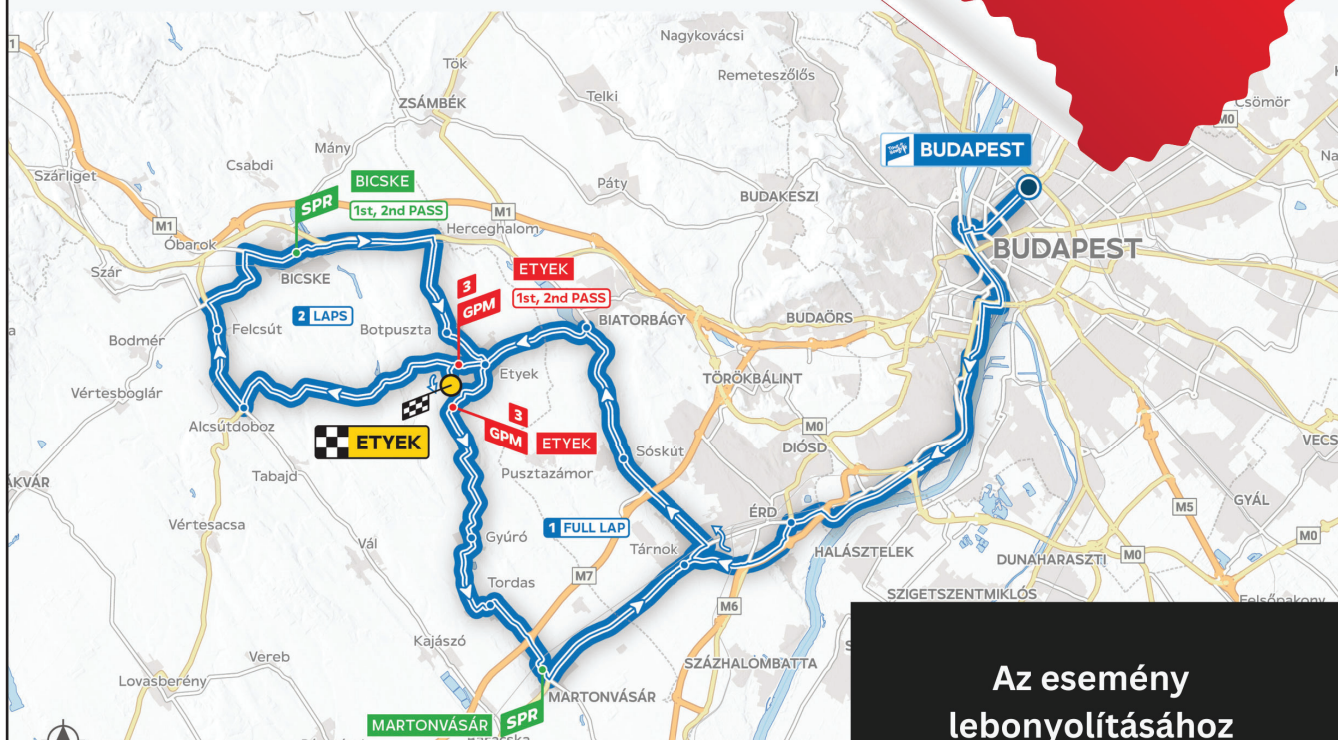 Nagykovácsi
Tök
Remeteszőlős
Telki
ZSÁMBÉK
Csömör
M0
1
Mány
Csabdi
Szárliget
BUDAPEST
Páty
BUDAKESZI
BICSKE
SPR
1st, 2nd PASS
M1
M1
Herceghalom
Óbarok
BUDAPEST
Szár
BICSKE
ETYEK
3
GPM
1st, 2nd PASS
2 LAPS
BIATORBÁGY
BUDAÖRS
Felcsút
Botpuszta
Bodmér
Etyek
TÖRÖKBÁLINT
Vértesboglár
Alcsútdoboz
3
GPM
ETYEK
M0
ETYEK
DIÓSD
Sóskút
Tabajd
Pusztazámor
ÁKVÁR
VECS
GYÁL
M5
ÉRD
Vértesacsa
1 FULL LAP
Vál
Gyúró
Tárnok
HALÁSZTELEK
M0
DUNAHARASZTI
M0
M7
Tordas
SZIGETSZENTMIKLÓS
Felsőpakony
M6
Kajászó
Vereb
SZÁZHALOMBATTA
Lovasberény
MARTONVÁSÁR
MARTONVÁSÁR
SPR
Az esemény
lebonyolításához